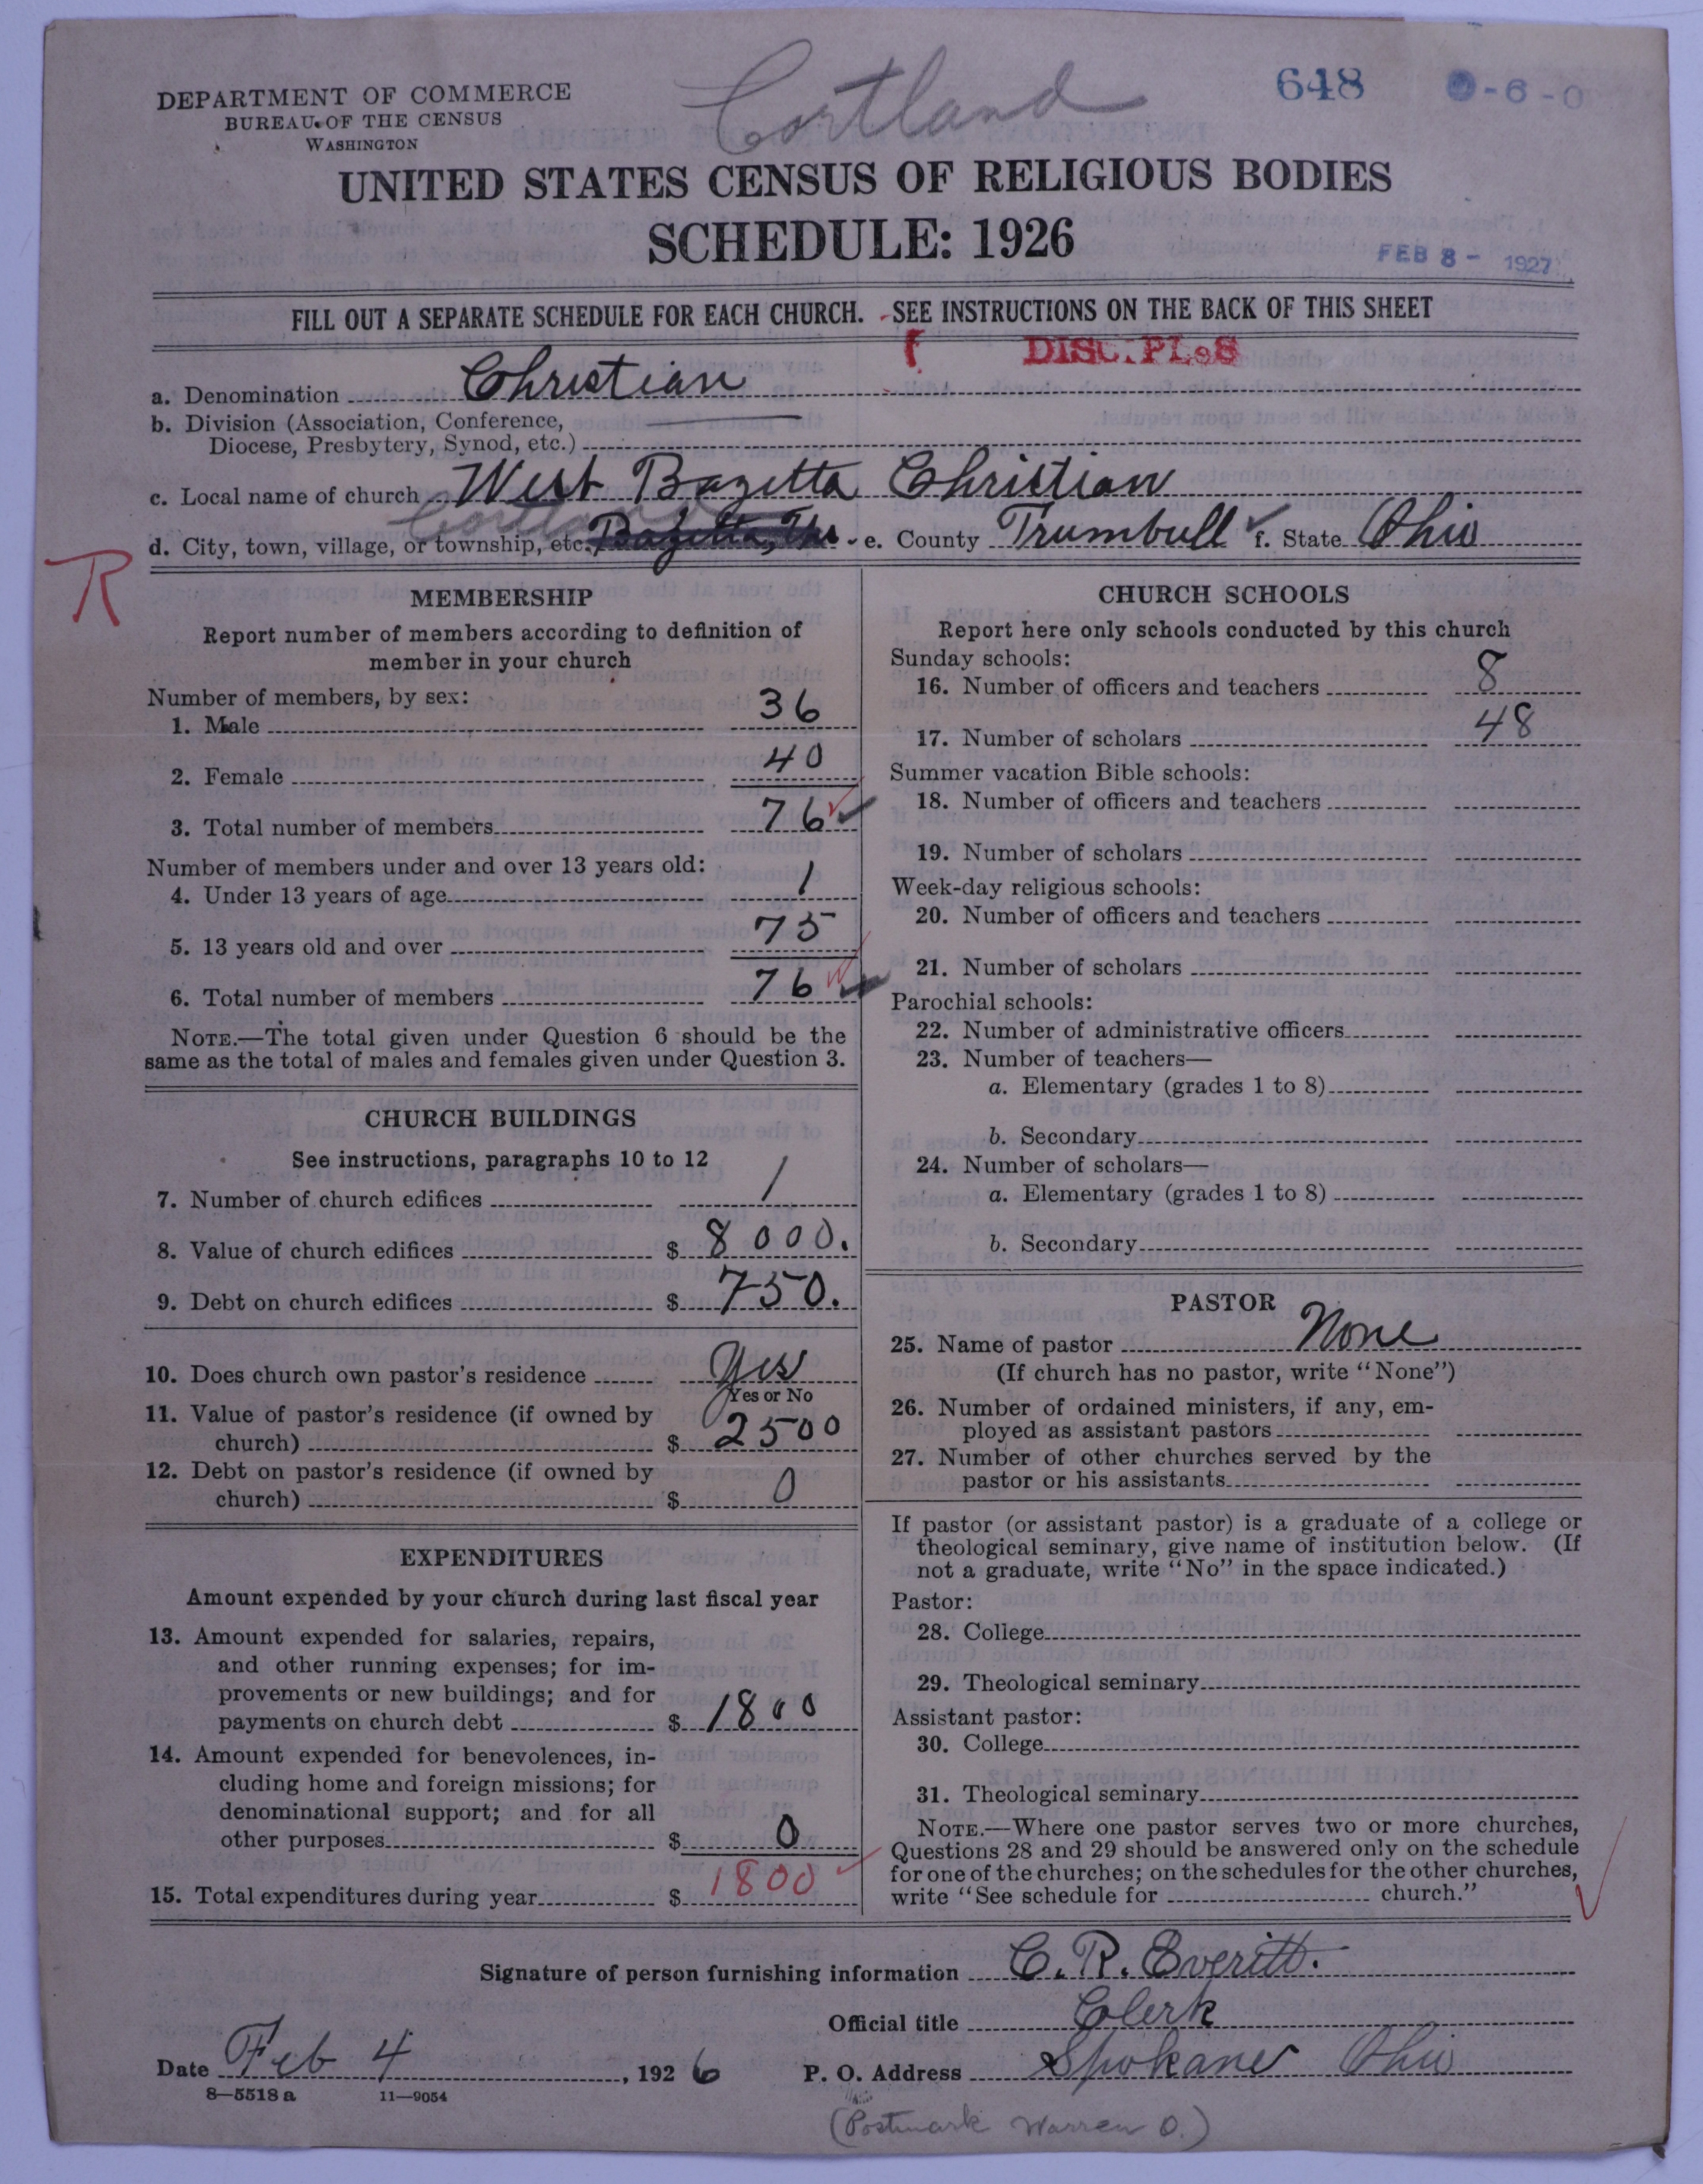 Cortland
648
-6-0
DEPARTMENT OF COMMERCE
BUREAU OF THE CENSUS
WASHINGTON
UNITED STATES CENSUS OF RELIGIOUS BODIES
SCHEDULE: 1926
FEB 8 - 1927
FILL OUT A SEPARATE SCHEDULE FOR EACH CHURCH. SEE INSTRUCTIONS ON THE BACK OF THIS SHEET
DISC.PLeS
a. Denomination Christian
b. Division (Association, Conference,
Diocese, Presbytery, Synod, etc.)
c. Local name of church West Bazetta Christian
Cortland
d. City, town, village, or township, etc. Bazetta, e. County Trumbull f. State Ohio
R
MEMBERSHIP
Report number of members according to definition of
member in your church
Number of members, by sex:
1. Male 36
2. Female 40
3. Total number of members 76
Number of members under and over 13 years old:
4. Under 13 years of age 1
5. 13 years old and over 75
6. Total number of members 76
NOTE.—The total given under Question 6 should be the
same as the total of males and females given under Question 3.
CHURCH BUILDINGS
See instructions, paragraphs 10 to 12
7. Number of church edifices 1
8. Value of church edifices $ 8000.
9. Debt on church edifices $ 750.
10. Does church own pastor's residence Yes
Yes or No
11. Value of pastor's residence (if owned by
church) $ 2500
12. Debt on pastor's residence (if owned by
church) $ 0
EXPENDITURES
Amount expended by your church during last fiscal year
13. Amount expended for salaries, repairs,
and other running expenses; for im-
provements or new buildings; and for
payments on church debt $ 1800
14. Amount expended for benevolences, in-
cluding home and foreign missions; for
denominational support; and for all
other purposes $ 0
15. Total expenditures during year $ 1800
CHURCH SCHOOLS
Report here only schools conducted by this church
Sunday schools:
16. Number of officers and teachers 8
17. Number of scholars 48
Summer vacation Bible schools:
18. Number of officers and teachers
19. Number of scholars
Week-day religious schools:
20. Number of officers and teachers
21. Number of scholars
Parochial schools:
22. Number of administrative officers
23. Number of teachers—
a. Elementary (grades 1 to 8)
b. Secondary
24. Number of scholars—
a. Elementary (grades 1 to 8)
b. Secondary
PASTOR
25. Name of pastor None
(If church has no pastor, write "None")
26. Number of ordained ministers, if any, em-
ployed as assistant pastors
27. Number of other churches served by the
pastor or his assistants
If pastor (or assistant pastor) is a graduate of a college or
theological seminary, give name of institution below. (If
not a graduate, write "No" in the space indicated.)
Pastor:
28. College
29. Theological seminary
Assistant pastor:
30. College
31. Theological seminary
NOTE.—Where one pastor serves two or more churches,
Questions 28 and 29 should be answered only on the schedule
for one of the churches; on the schedules for the other churches,
write "See schedule for church."
Signature of person furnishing information C. R. Everitt.
Official title Clerk
Date Feb 4, 1926 P. O. Address Spokane Ohio
8—5518 a 11—9054
(Postmark Warren O.)